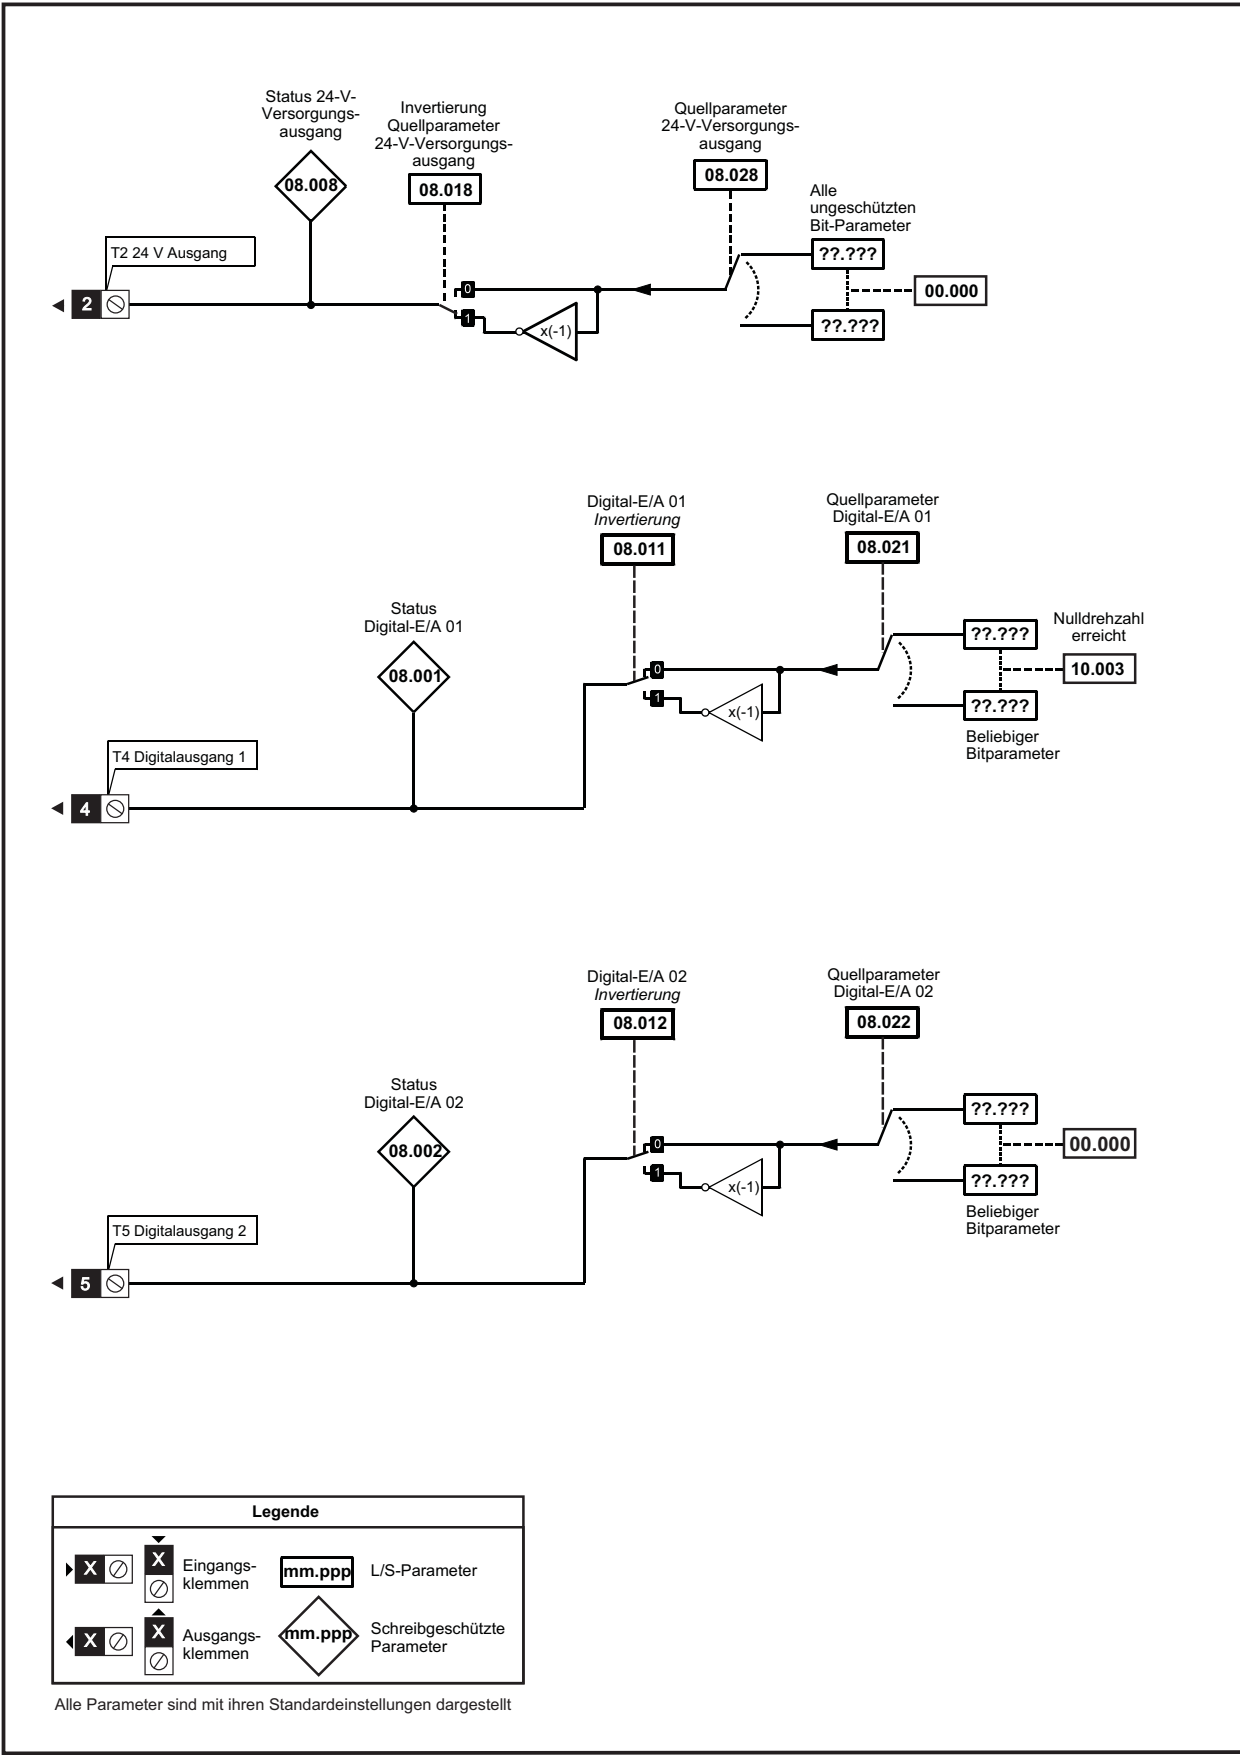 Status 24-V-
Versorgungs-
ausgang
08.008
Invertierung
Quellparameter
24-V-Versorgungs-
ausgang
08.018
Quellparameter
24-V-Versorgungs-
ausgang
08.028
Alle
ungeschützten
Bit-Parameter
??.???
00.000
??.???
T2 24 V Ausgang
2
0
1
x(-1)
Digital-E/A 01
Invertierung
08.011
Quellparameter
Digital-E/A 01
08.021
Status
Digital-E/A 01
08.001
??.???
Nulldrehzahl
erreicht
10.003
??.???
Beliebiger
Bitparameter
0
1
x(-1)
T4 Digitalausgang 1
4
Digital-E/A 02
Invertierung
08.012
Quellparameter
Digital-E/A 02
08.022
Status
Digital-E/A 02
08.002
??.???
00.000
??.???
Beliebiger
Bitparameter
0
1
x(-1)
T5 Digitalausgang 2
5
Legende
X
X
Eingangs-
klemmen
mm.ppp
L/S-Parameter
X
X
Ausgangs-
klemmen
mm.ppp
Schreibgeschützte
Parameter
Alle Parameter sind mit ihren Standardeinstellungen dargestellt